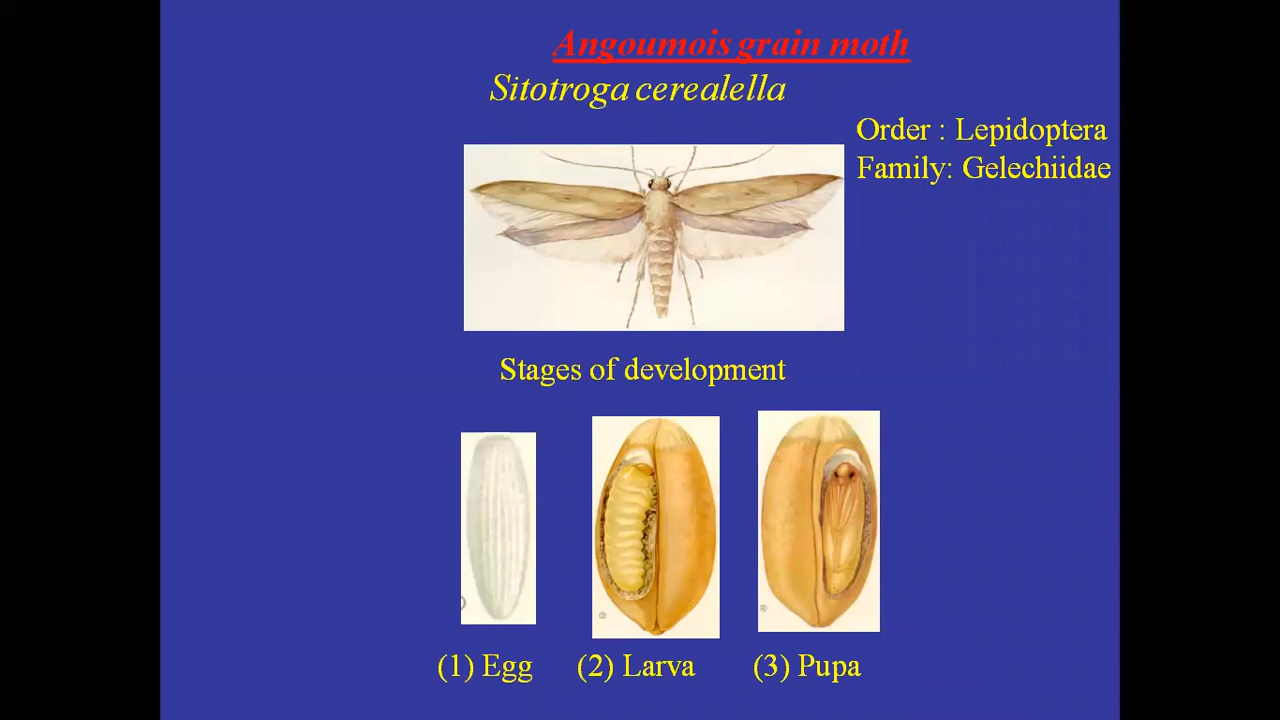 Angoumois grain moth
Sitotroga cerealella
Order : Lepidoptera
Family: Gelechiidae
Stages of development
(1) Egg
(2) Larva
(3) Pupa